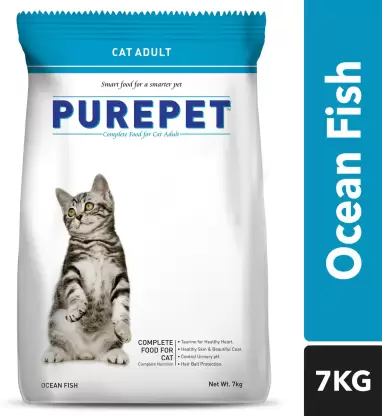 CAT ADULT
Smart food for a smarter pet
PUREPET™
Complete Food for Cat Adult
COMPLETE
FOOD FOR
CAT
Complete Nutrition
• Taurine for Healthy Heart.
• Healthy Skin & Beautiful Coat.
• Control Urinary pH.
• Hair Ball Protection.
OCEAN FISH
Net Wt. 7kg
Ocean Fish
7KG